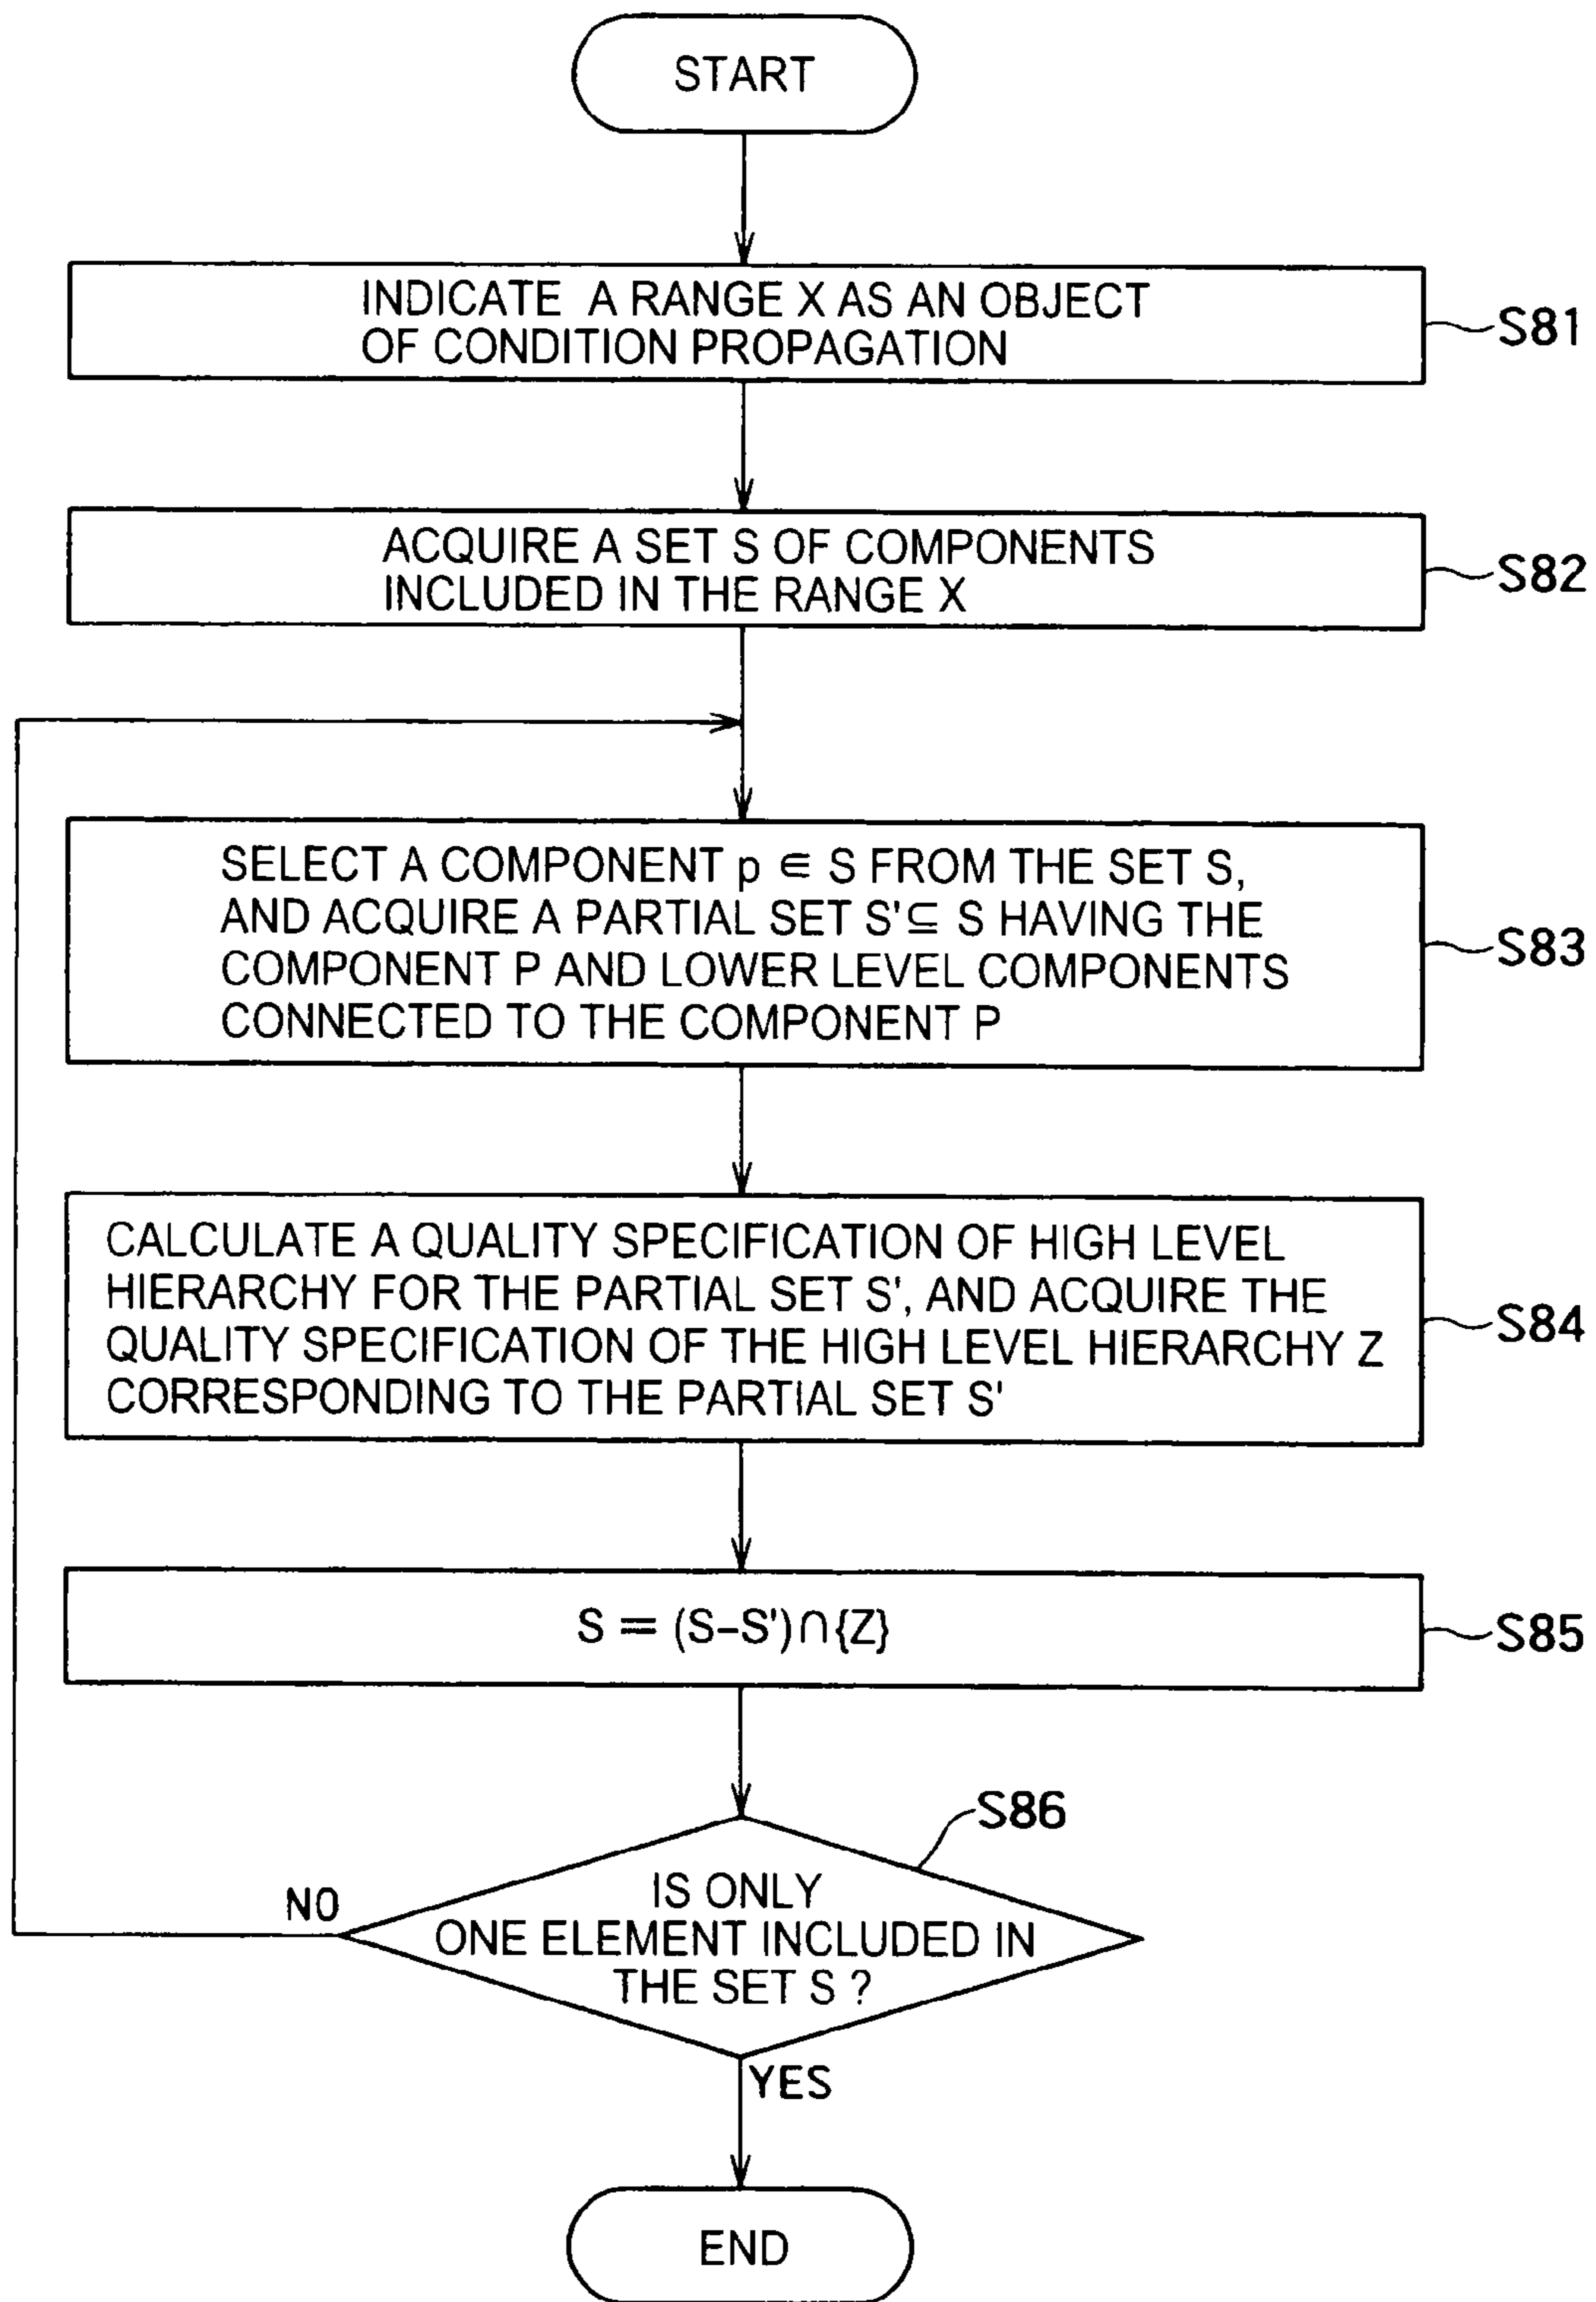 START
INDICATE A RANGE X AS AN OBJECT
OF CONDITION PROPAGATION
S81
ACQUIRE A SET S OF COMPONENTS
INCLUDED IN THE RANGE X
S82
SELECT A COMPONENT p ∈ S FROM THE SET S,
AND ACQUIRE A PARTIAL SET S'⊆ S HAVING THE
COMPONENT P AND LOWER LEVEL COMPONENTS
CONNECTED TO THE COMPONENT P
S83
CALCULATE A QUALITY SPECIFICATION OF HIGH LEVEL
HIERARCHY FOR THE PARTIAL SET S', AND ACQUIRE THE
QUALITY SPECIFICATION OF THE HIGH LEVEL HIERARCHY Z
CORRESPONDING TO THE PARTIAL SET S'
S84
S = (S-S')∩{Z}
S85
S86
IS ONLY
ONE ELEMENT INCLUDED IN
THE SET S ?
NO
YES
END